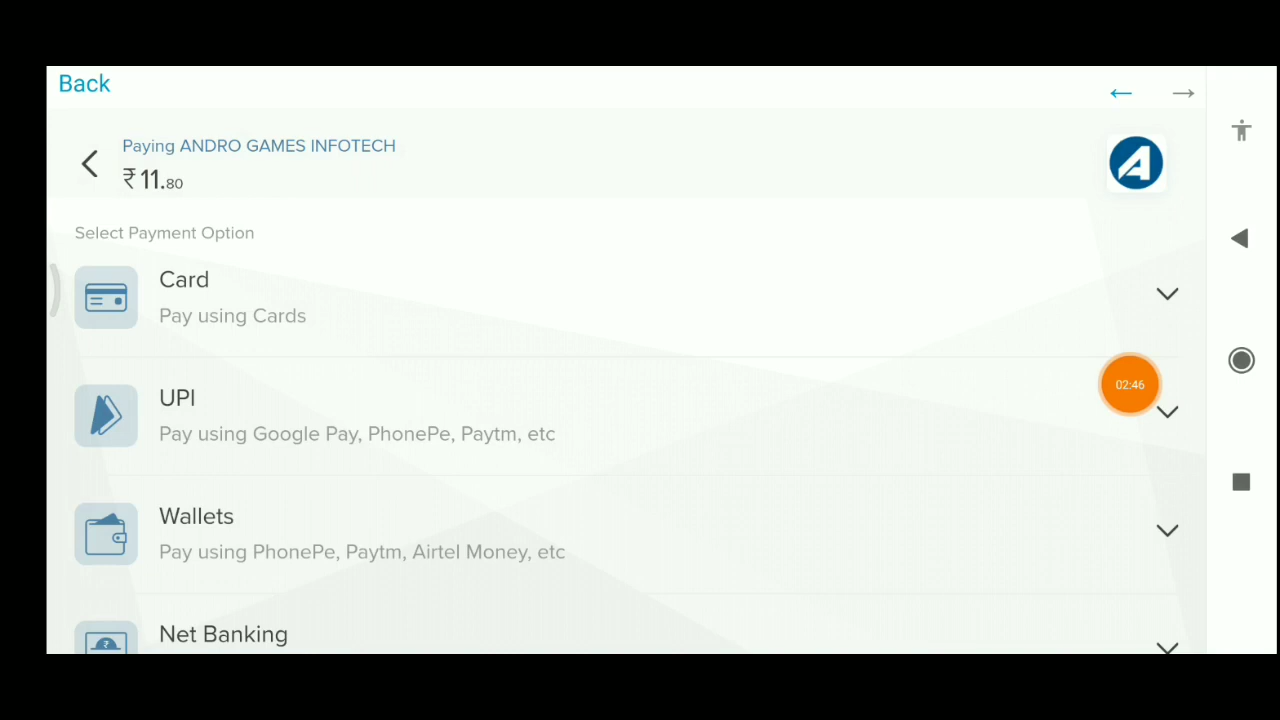 Back
Paying ANDRO GAMES INFOTECH
₹11.80
Select Payment Option
Card
Pay using Cards
02:46
UPI
Pay using Google Pay, PhonePe, Paytm, etc
Wallets
Pay using PhonePe, Paytm, Airtel Money, etc
Net Banking